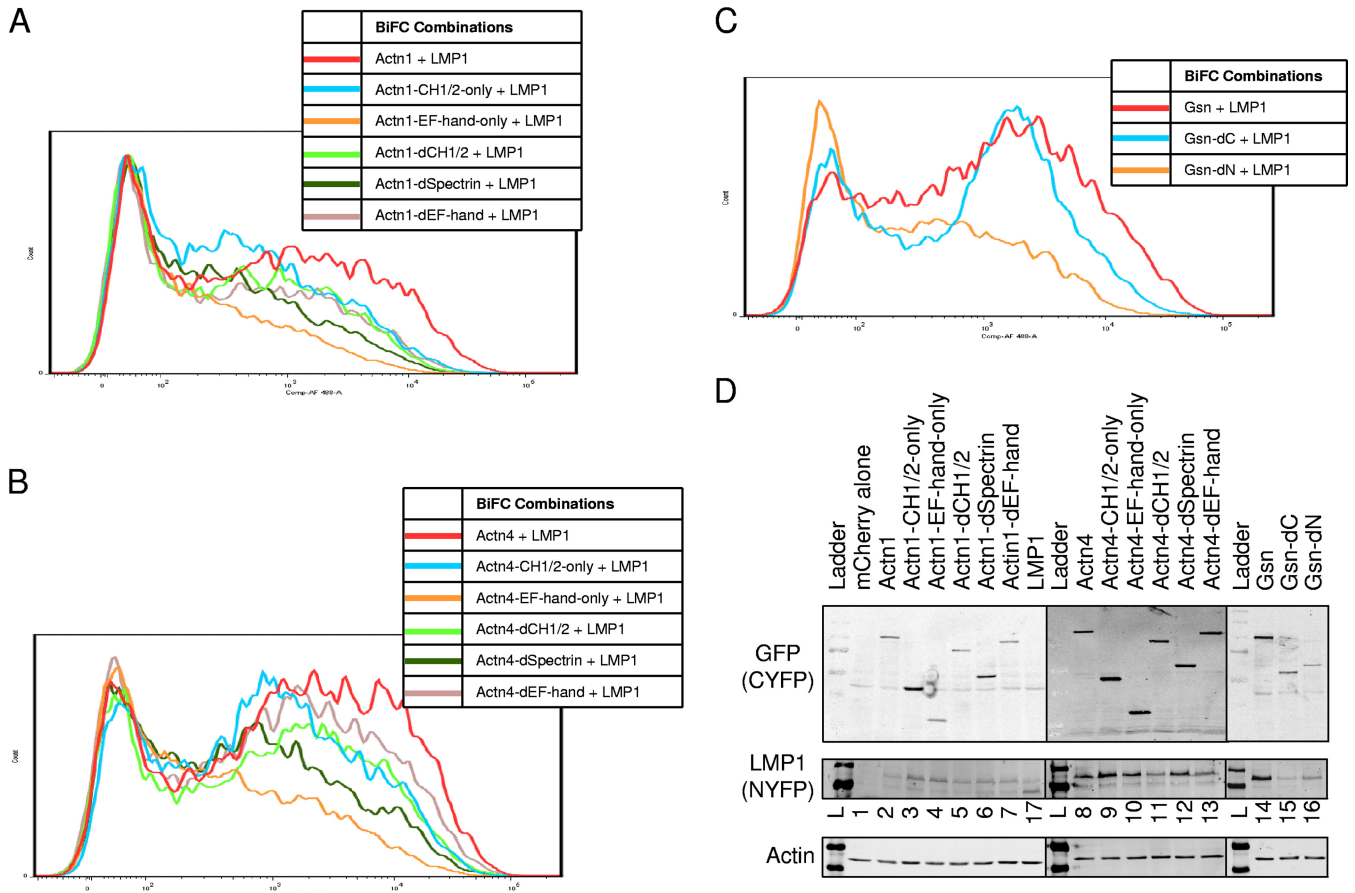 A
BiFC Combinations
Actn1 + LMP1
Actn1-CH1/2-only + LMP1
Actn1-EF-hand-only + LMP1
Actn1-dCH1/2 + LMP1
Actn1-dSpectrin + LMP1
Actn1-dEF-hand + LMP1
Count
0 10² 10³ 10⁴ 10⁵
Comp-AF 488-A
B
BiFC Combinations
Actn4 + LMP1
Actn4-CH1/2-only + LMP1
Actn4-EF-hand-only + LMP1
Actn4-dCH1/2 + LMP1
Actn4-dSpectrin + LMP1
Actn4-dEF-hand + LMP1
Count
0 10² 10³ 10⁴ 10⁵
Comp-AF 488-A
C
BiFC Combinations
Gsn + LMP1
Gsn-dC + LMP1
Gsn-dN + LMP1
Count
0 10² 10³ 10⁴ 10⁵
Comp-AF 488-A
D
Ladder
mCherry alone
Actn1
Actn1-CH1/2-only
Actn1-EF-hand-only
Actn1-dCH1/2
Actn1-dSpectrin
Actin1-dEF-hand
LMP1
Ladder
Actn4
Actn4-CH1/2-only
Actn4-EF-hand-only
Actn4-dCH1/2
Actn4-dSpectrin
Actn4-dEF-hand
Ladder
Gsn
Gsn-dC
Gsn-dN
GFP
(CYFP)
LMP1
(NYFP)
L 1 2 3 4 5 6 7 17 L 8 9 10 11 12 13 L 14 15 16
Actin